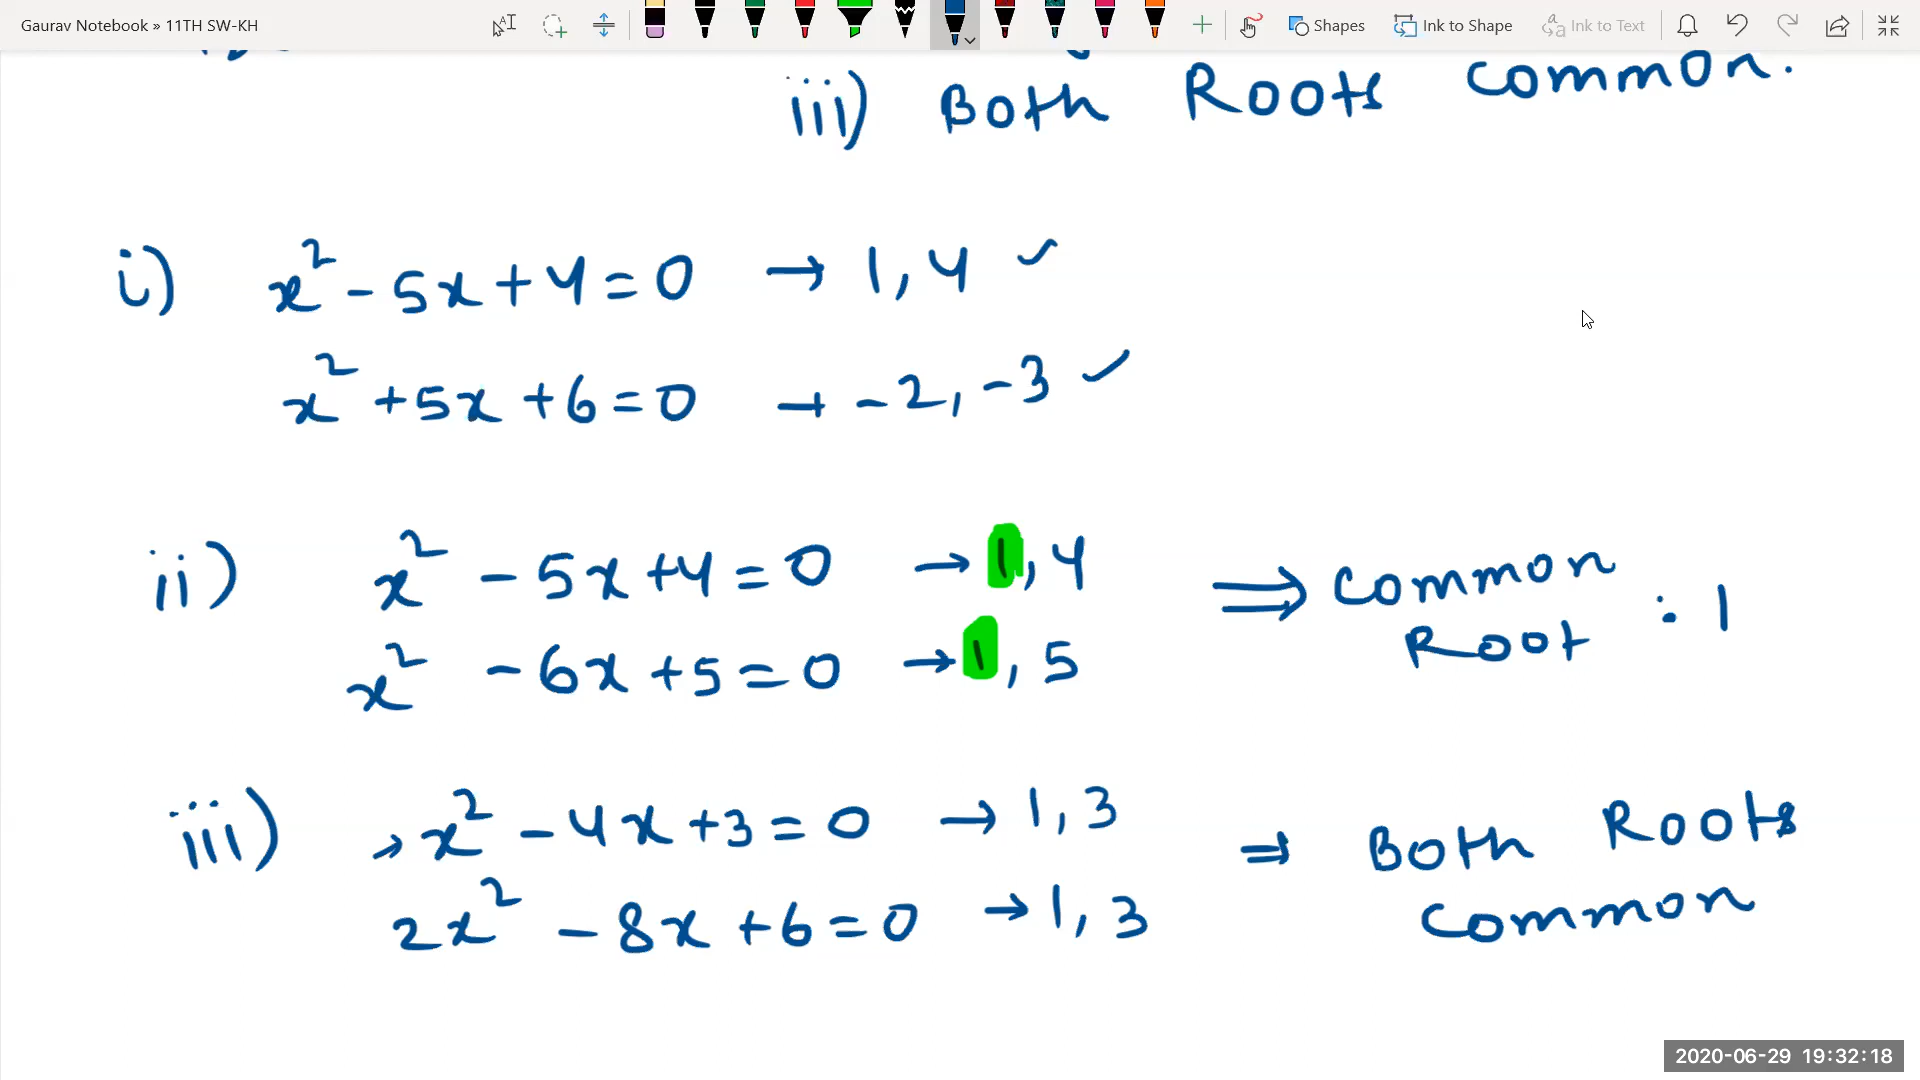 Gaurav Notebook » 11TH SW-KH
Shapes
Ink to Shape
Ink to Text
iii) Both Roots common.
i) x² - 5x + 4 = 0 → 1, 4 ✓
x² + 5x + 6 = 0 → -2, -3 ✓
ii) x² - 5x + 4 = 0 → 1, 4 ⟹ common Root : 1
x² - 6x + 5 = 0 → 1, 5
iii) → x² - 4x + 3 = 0 → 1, 3 ⇒ Both Roots common
2x² - 8x + 6 = 0 → 1, 3
2020-06-29 19:32:18